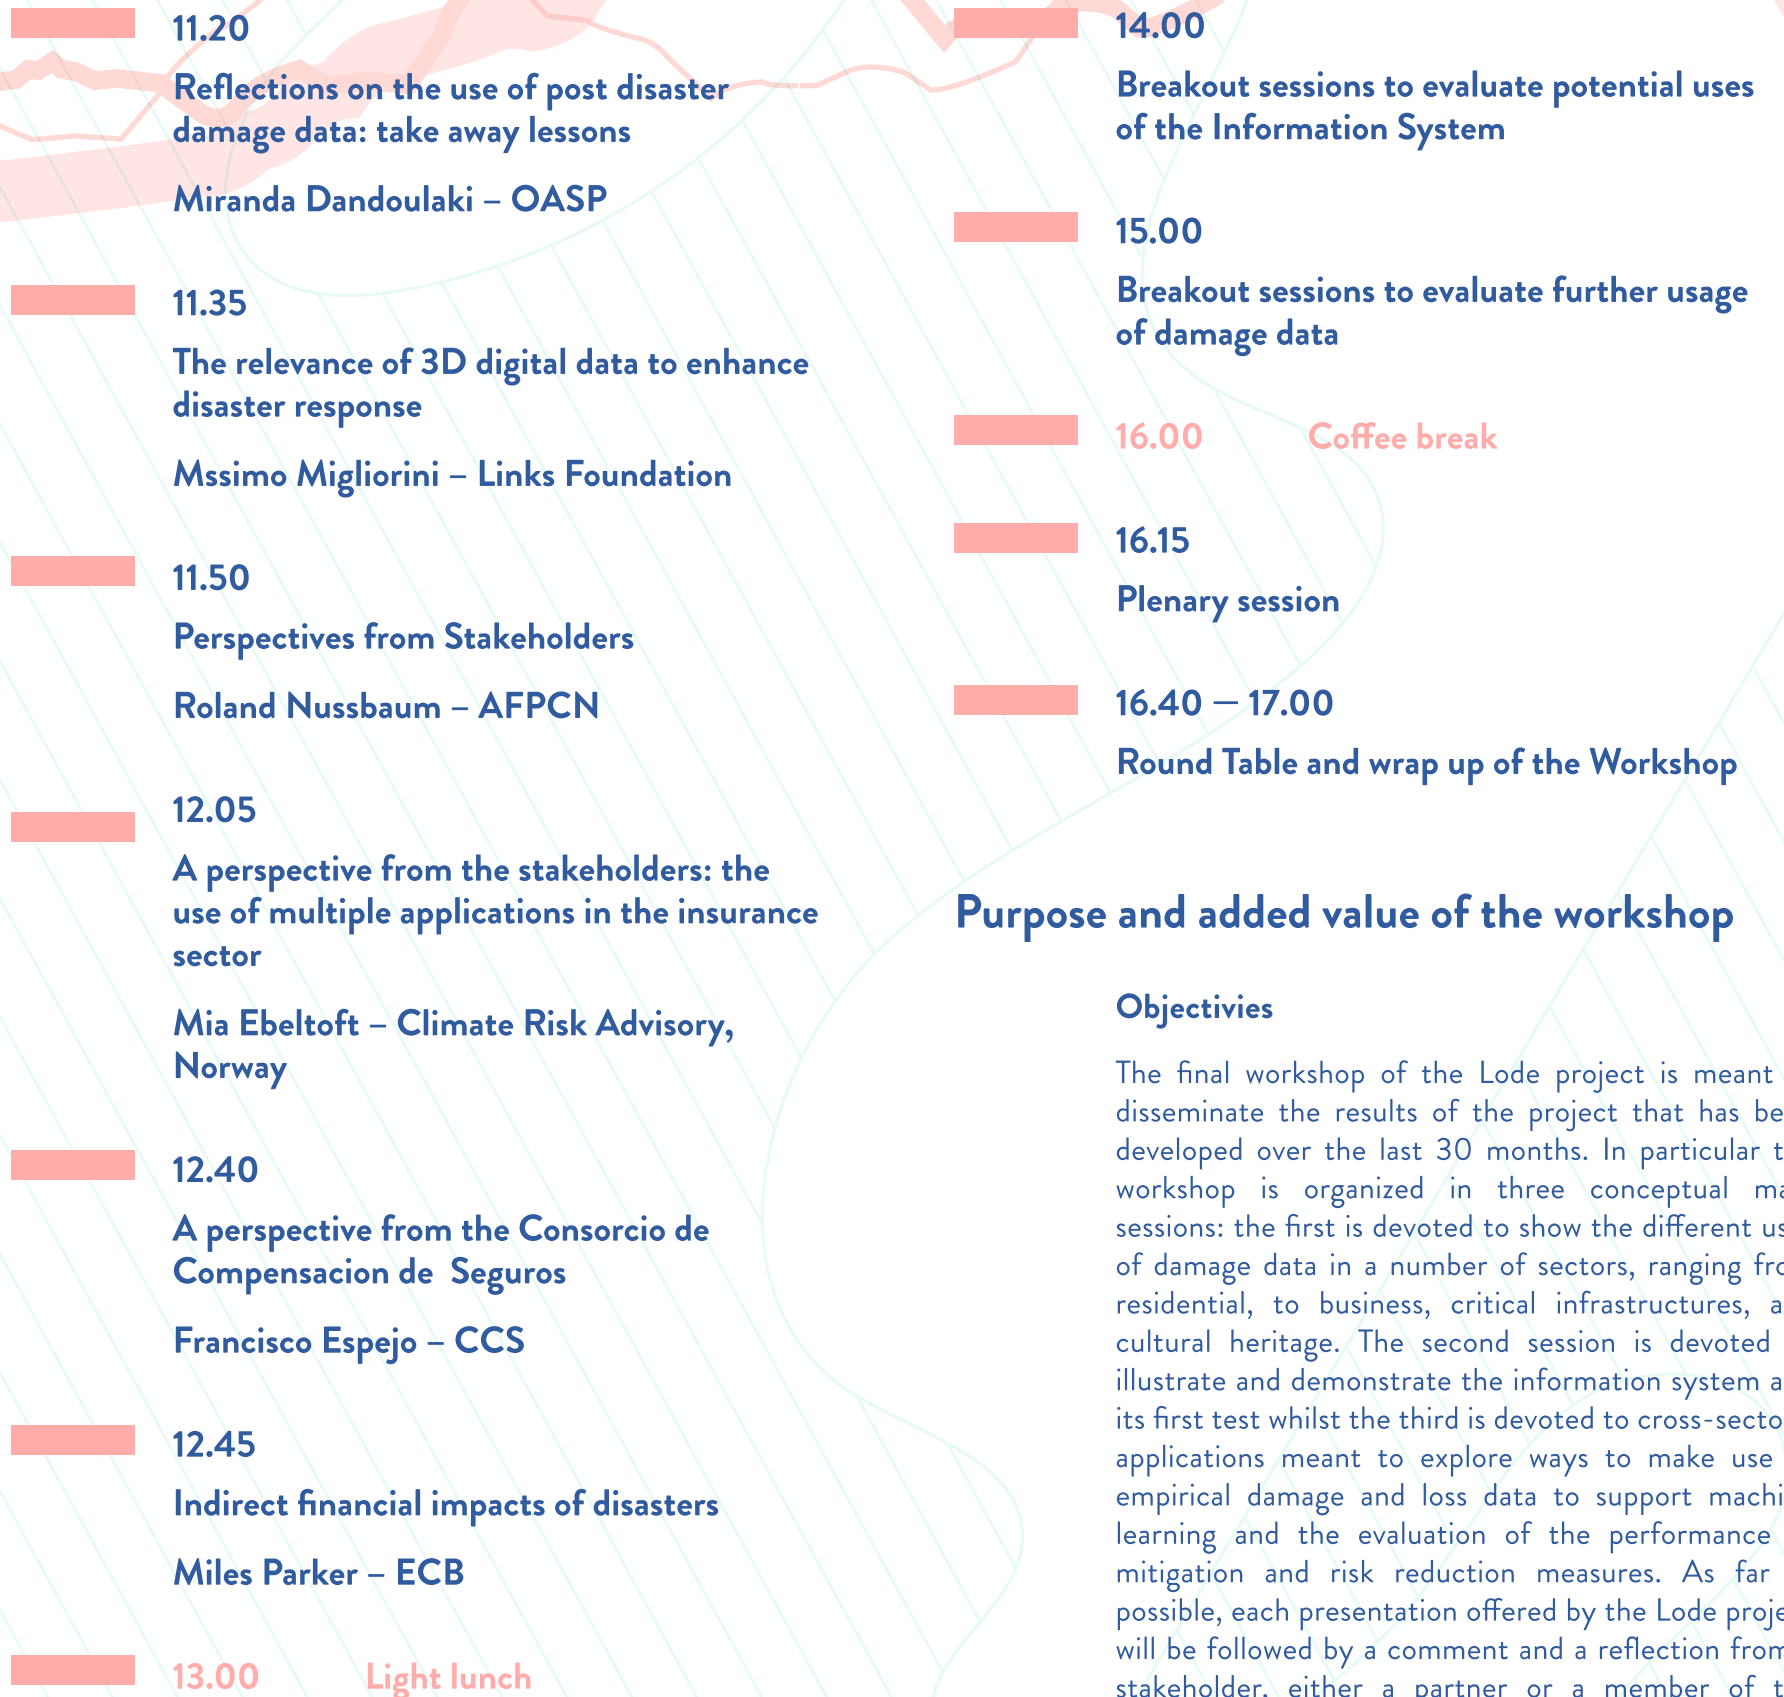 11.20
Reflections on the use of post disaster
damage data: take away lessons
Miranda Dandoulaki – OASP
11.35
The relevance of 3D digital data to enhance
disaster response
Mssimo Migliorini – Links Foundation
11.50
Perspectives from Stakeholders
Roland Nussbaum – AFPCN
12.05
A perspective from the stakeholders: the
use of multiple applications in the insurance
sector
Mia Ebeltoft – Climate Risk Advisory,
Norway
12.40
A perspective from the Consorcio de
Compensacion de  Seguros
Francisco Espejo – CCS
12.45
Indirect financial impacts of disasters
Miles Parker – ECB
13.00 Light lunch
14.00
Breakout sessions to evaluate potential uses
of the Information System
15.00
Breakout sessions to evaluate further usage
of damage data
16.00 Coffee break
16.15
Plenary session
16.40 — 17.00
Round Table and wrap up of the Workshop
Purpose and added value of the workshop
Objectivies
The final workshop of the Lode project is meant
disseminate the results of the project that has be
developed over the last 30 months. In particular t
workshop is organized in three conceptual ma
sessions: the first is devoted to show the different us
of damage data in a number of sectors, ranging fro
residential, to business, critical infrastructures, a
cultural heritage. The second session is devoted
illustrate and demonstrate the information system a
its first test whilst the third is devoted to cross-secto
applications meant to explore ways to make use
empirical damage and loss data to support machi
learning and the evaluation of the performance
mitigation and risk reduction measures. As far
possible, each presentation offered by the Lode proje
will be followed by a comment and a reflection from
stakeholder, either a partner or a member of t